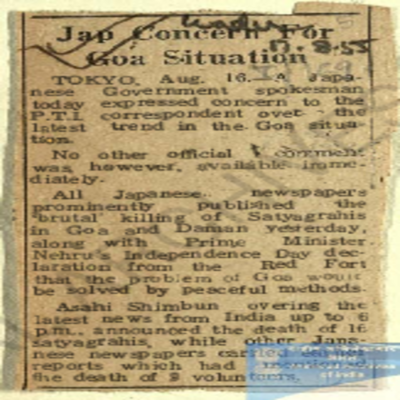 Jap Concern For
Goa Situation
17.8.55
TOKYO, Aug. 16.—A Japa-
nese Government spokesman
today expressed concern to the
P.T.I. correspondent over the
latest trend in the Goa situa-
tion.
No other official comment
was, however, available imme-
diately.
All Japanese newspapers
prominently published the
"brutal" killing of Satyagrahis
in Goa and Daman yesterday,
along with Prime Minister
Nehru's Independence Day dec-
laration from the Red Fort
that the problem of Goa would
be solved by peaceful methods.
Asahi Shimbun overing the
latest news from India up to 6
p.m., announced the death of 16
satyagrahis, while other Japa-
nese newspapers carried
reports which had
the death of 9 volunteers.